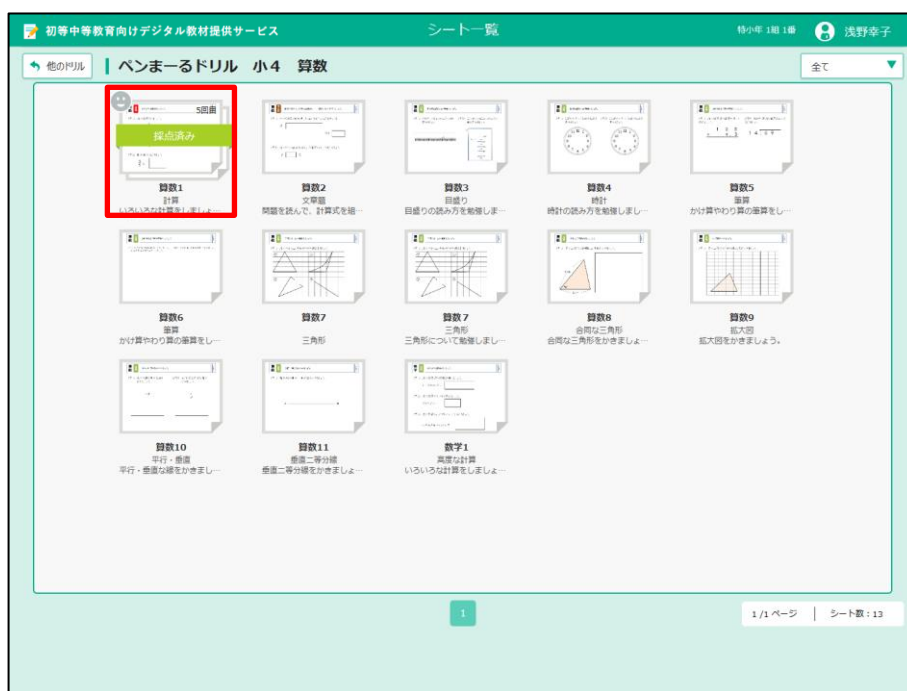 初等中等教育向けデジタル教材提供サービス
シート一覧
特小年 1組 1番
浅野幸子
他のドリル
ペンまーるドリル 小4 算数
全て
5回曲
採点済み
算数1
計算
いろいろな計算をしましょ…
算数2
文章題
問題を読んで、計算式を組…
算数3
目盛り
目盛りの読み方を勉強しま…
算数4
時計
時計の読み方を勉強しまし…
算数5
筆算
かけ算やわり算の筆算をし…
算数6
筆算
かけ算やわり算の筆算をし…
算数7
三角形
算数7
三角形
三角形について勉強しまし…
算数8
合同な三角形
合同な三角形をかきましょ…
算数9
拡大図
拡大図をかきましょう。
算数10
平行・垂直
平行・垂直な線をかきまし…
算数11
垂直二等分線
垂直二等分線をかきましょ…
数学1
高度な計算
いろいろな計算をしましょ…
1
1/1 ページ
シート数:13